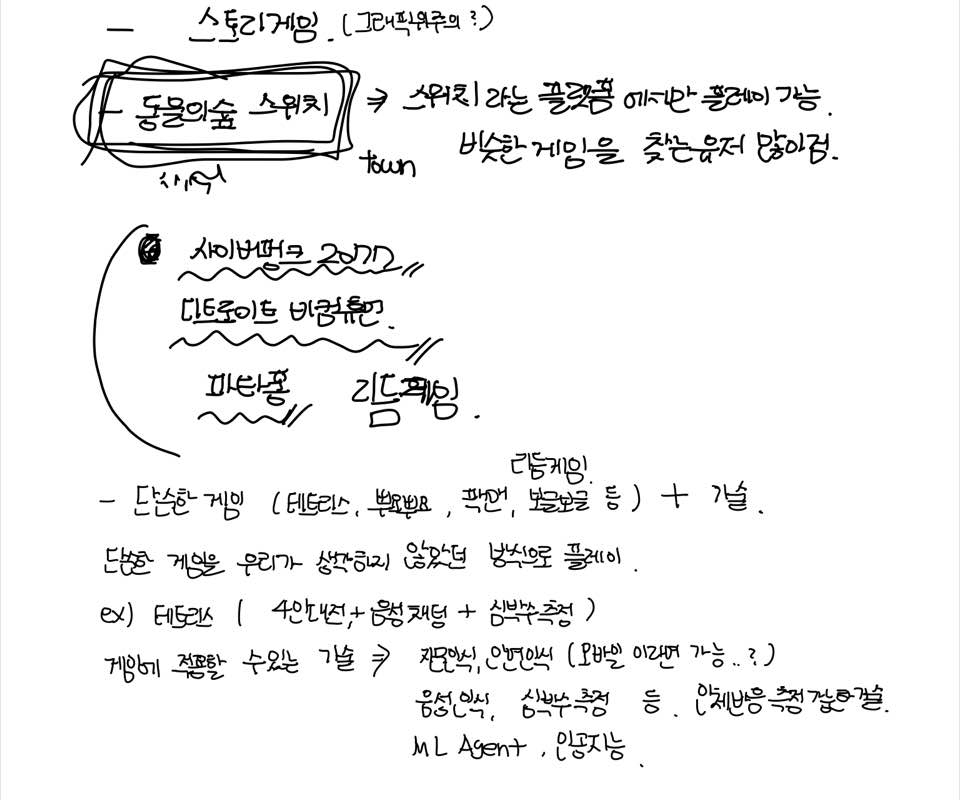 – 스토리게임. (그래픽위주의?)
– 동물의숲 스위치 ⇒ 스위치 라는 플랫폼 에서만 플레이 가능.
town 비슷한 게임을 찾는유저 많아짐.
사이버펑크 2077
디트로이트 비컴휴먼.
파타퐁 리듬게임.
리듬게임.
– 단순한 게임 (테트리스, 뿌요뿌요, 팩맨, 보글보글 등) + 기술.
단순한 게임을 우리가 생각하지 않았던 방식으로 플레이.
ex) 테트리스 ( 4인대전, + 음성채팅 + 심박수측정 )
게임에 적용할 수있는 기술 ⇒ 지문인식, 안면인식 (모바일 이라면 가능..?)
음성인식, 심박수측정 등. 인체반응 측정가능한기술.
ML Agent, 인공지능.